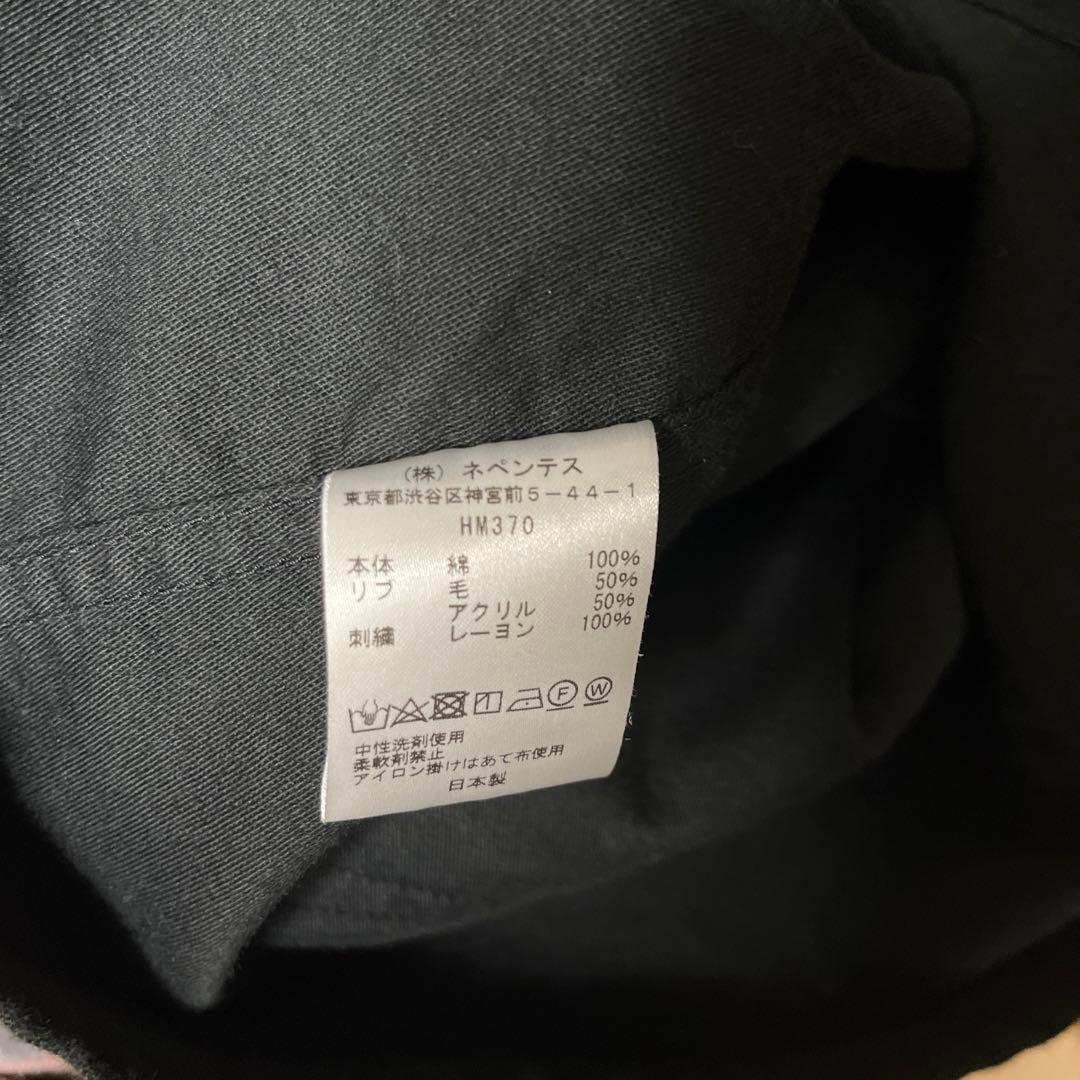 (株) ネペンテス
東京都渋谷区神宮前5-44-1
HM370
本体 綿 100%
リブ 毛 50%
アクリル 50%
刺繍 レーヨン 100%
F W
中性洗剤使用
柔軟剤禁止
アイロン掛けはあて布使用
日本製